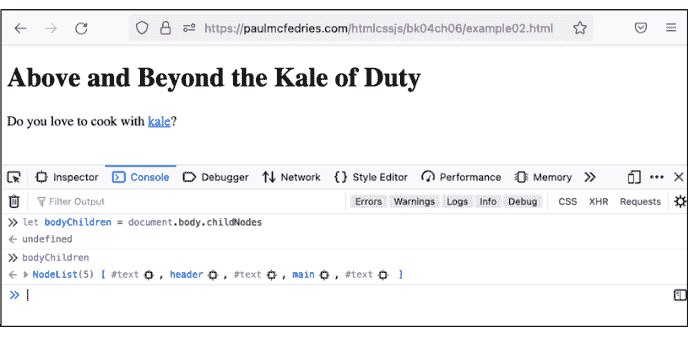 https://paulmcfedries.com/htmlcssjs/bk04ch06/example02.html
Above and Beyond the Kale of Duty
Do you love to cook with kale?
Inspector Console Debugger Network {} Style Editor Performance Memory >>
Filter Output Errors Warnings Logs Info Debug CSS XHR Requests
>> let bodyChildren = document.body.childNodes
← undefined
>> bodyChildren
← NodeList(5) [ #text , header , #text , main , #text ]
>>